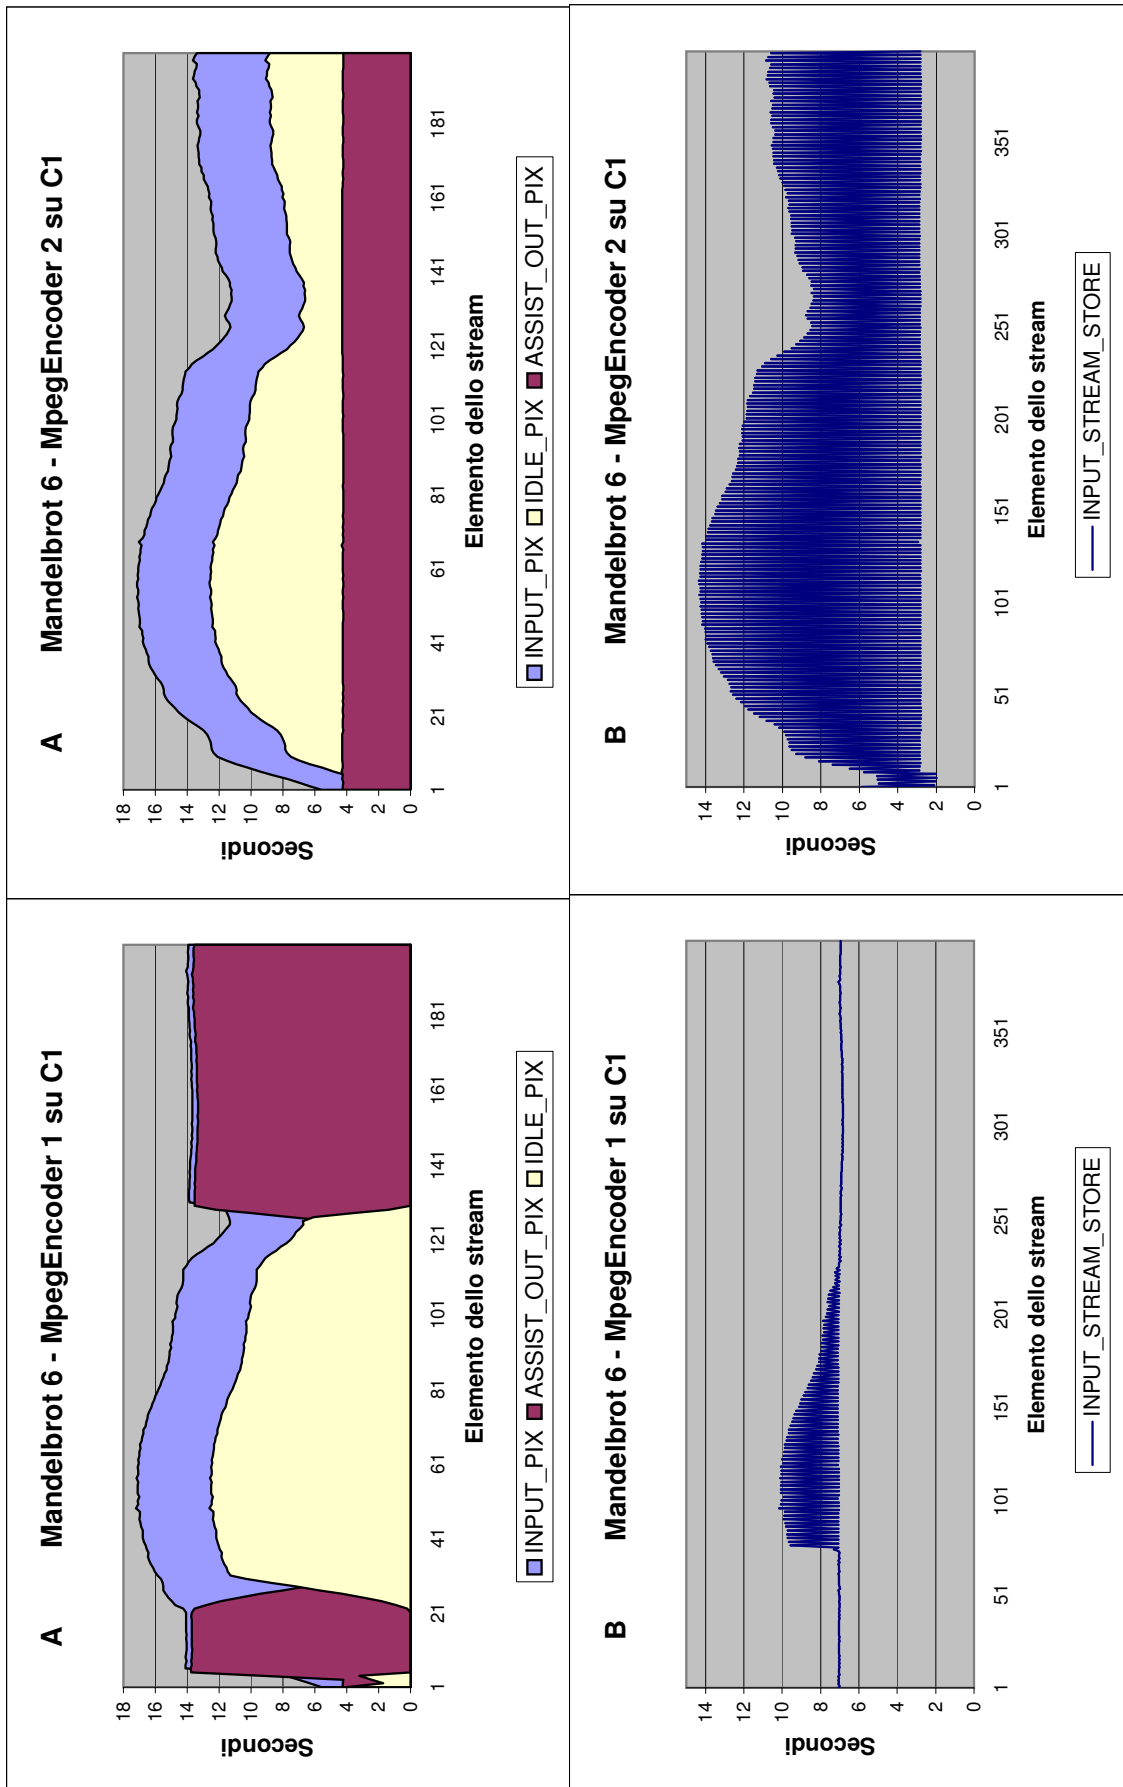 A Mandelbrot 6 - MpegEncoder 1 su C1
Secondi
18
16
14
12
10
8
6
4
2
0
1 21 41 61 81 101 121 141 161 181
Elemento dello stream
INPUT_PIX ASSIST_OUT_PIX IDLE_PIX
A Mandelbrot 6 - MpegEncoder 2 su C1
Secondi
18
16
14
12
10
8
6
4
2
0
1 21 41 61 81 101 121 141 161 181
Elemento dello stream
INPUT_PIX IDLE_PIX ASSIST_OUT_PIX
B Mandelbrot 6 - MpegEncoder 1 su C1
Secondi
14
12
10
8
6
4
2
0
1 51 101 151 201 251 301 351
Elemento dello stream
INPUT_STREAM_STORE
B Mandelbrot 6 - MpegEncoder 2 su C1
Secondi
14
12
10
8
6
4
2
0
1 51 101 151 201 251 301 351
Elemento dello stream
INPUT_STREAM_STORE